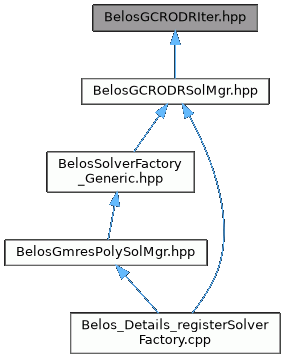 BelosGCRODRIter.hpp
BelosGCRODRSolMgr.hpp
BelosSolverFactory
_Generic.hpp
BelosGmresPolySolMgr.hpp
Belos_Details_registerSolver
Factory.cpp